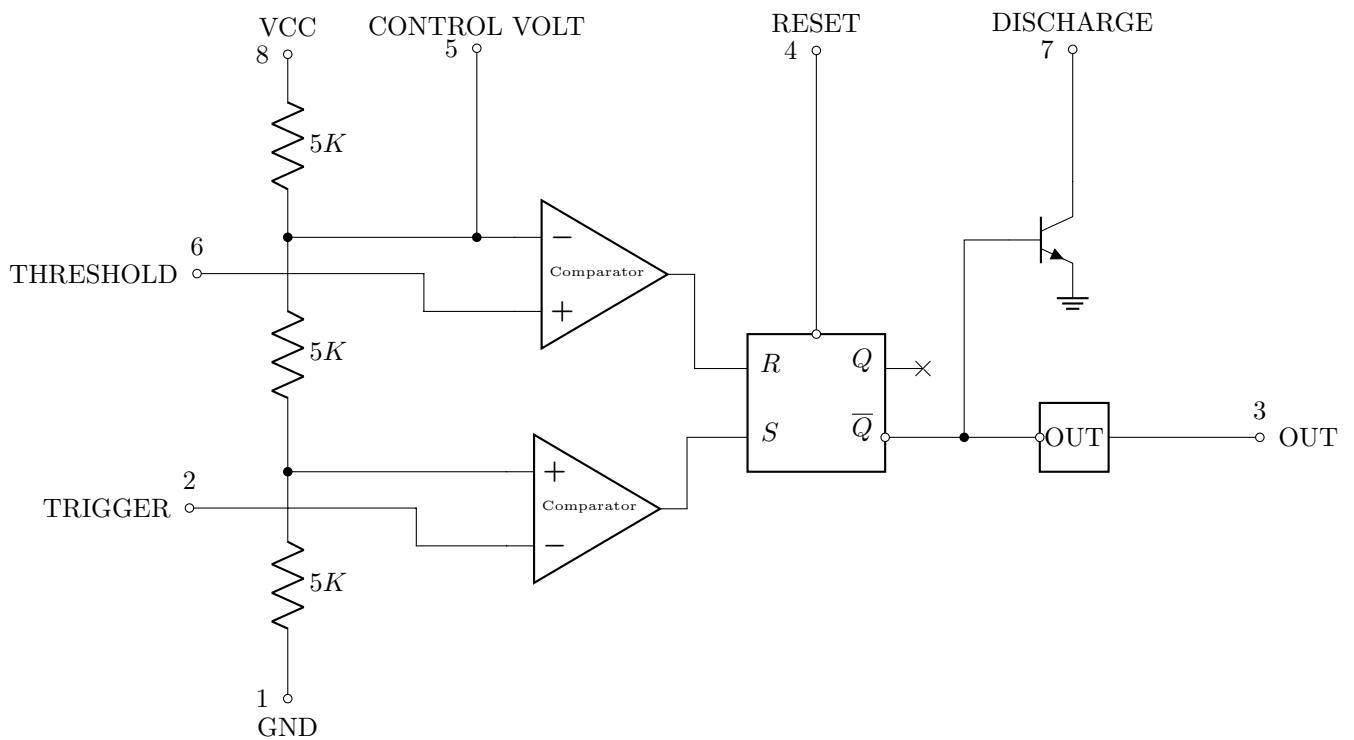 VCC
8
CONTROL VOLT
5
RESET
4
DISCHARGE
7
5K
6
THRESHOLD
−
Comparator
+
5K
R
Q
S
Q̅
OUT
3
OUT
2
TRIGGER
+
Comparator
−
5K
1
GND